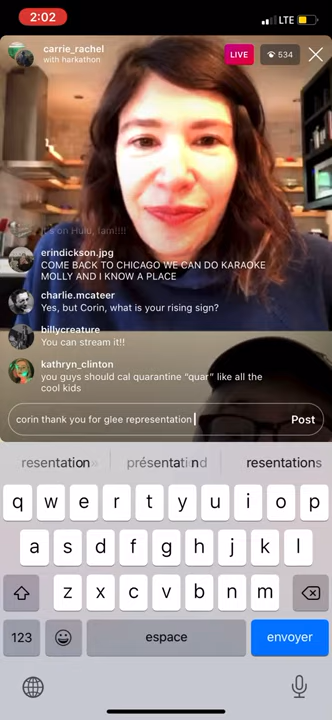 2:02
LTE
carrie_rachel
with harkathon
LIVE
534
It's on Hulu, fam!!!!
erindickson.jpg
COME BACK TO CHICAGO WE CAN DO KARAOKE
MOLLY AND I KNOW A PLACE
charlie.mcateer
Yes, but Corin, what is your rising sign?
billycreature
You can stream it!!
kathryn_clinton
you guys should cal quarantine “quar” like all the
cool kids
corin thank you for glee representation
Post
resentation
resentations
q w e r t y u i o p
a s d f g h j k l
z x c v b n m
123
espace
envoyer